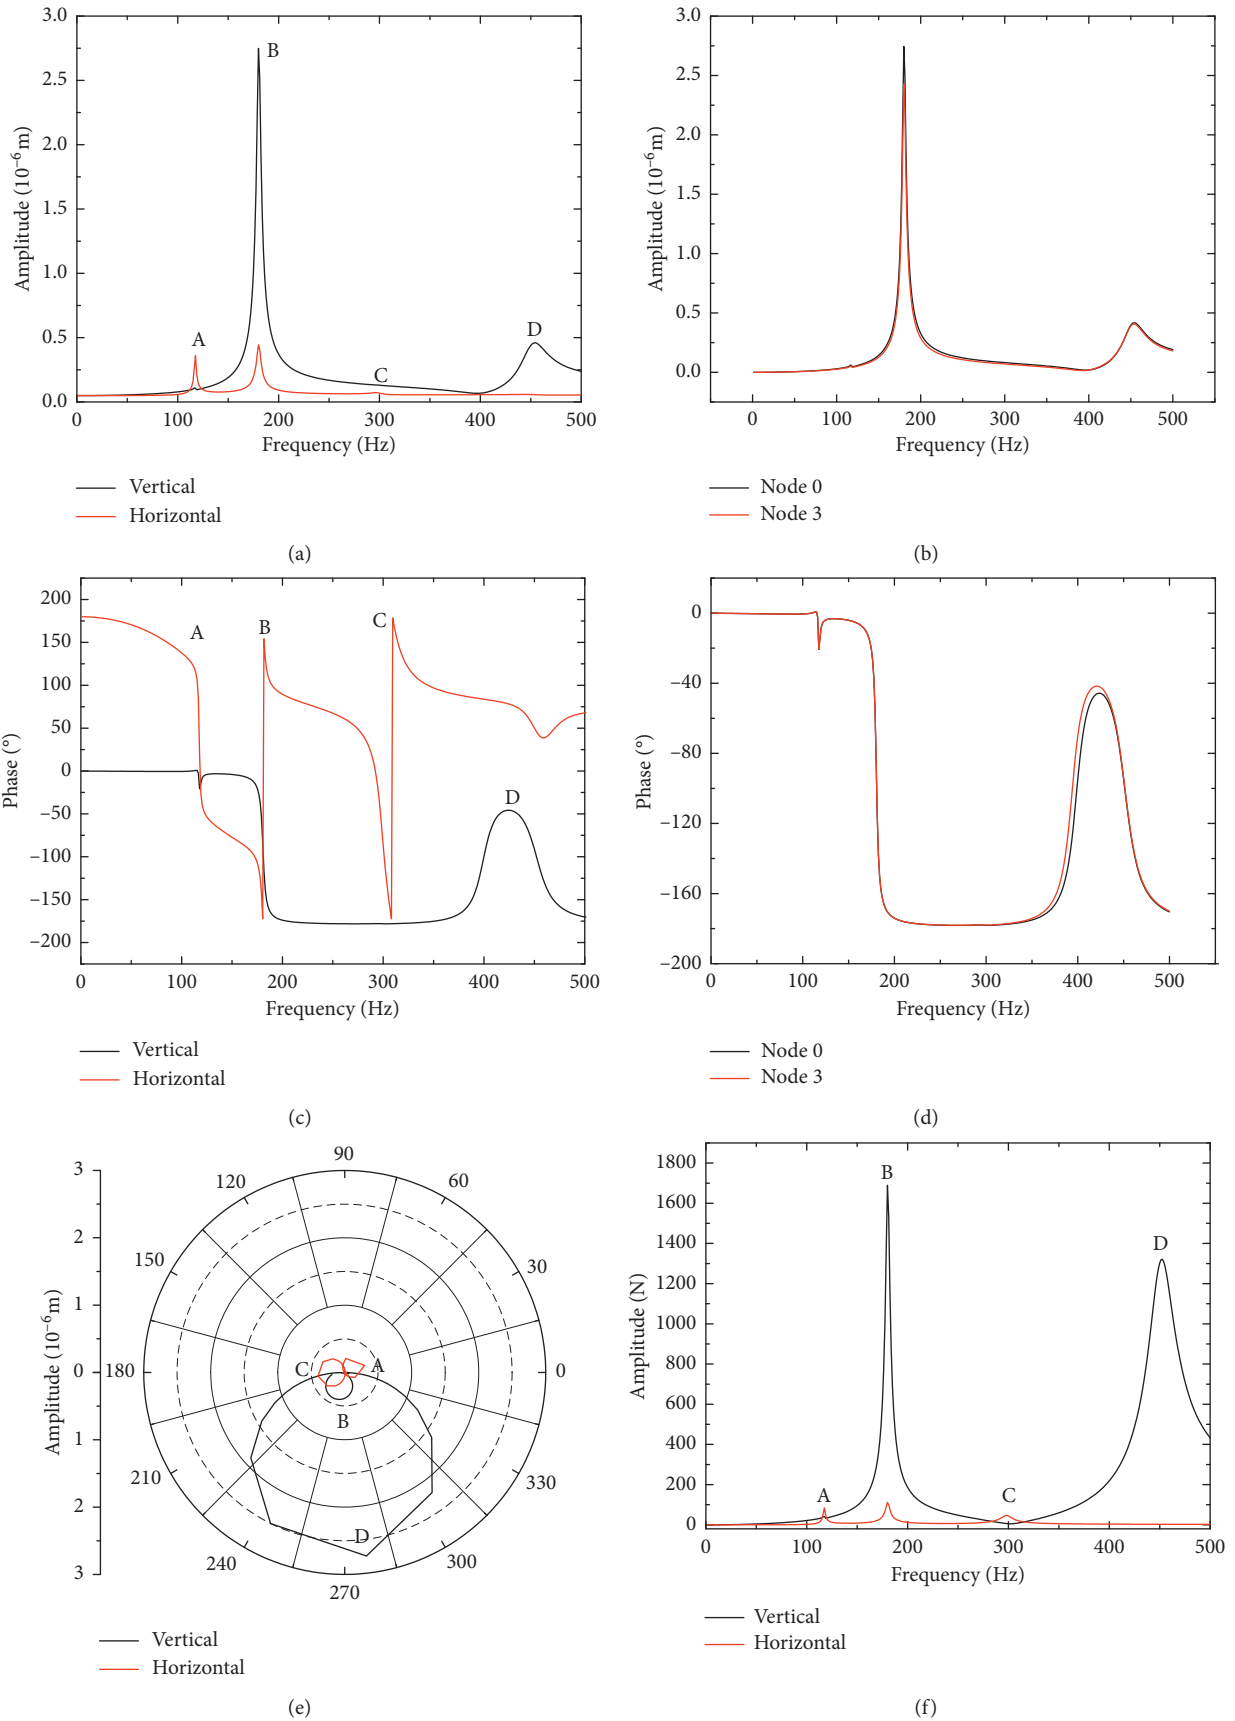 3.0
2.5
2.0
1.5
1.0
0.5
0.0
Amplitude (10⁻⁶ m)
A
B
C
D
0 100 200 300 400 500
Frequency (Hz)
Vertical
Horizontal
(a)
3.0
2.5
2.0
1.5
1.0
0.5
0.0
Amplitude (10⁻⁶ m)
0 100 200 300 400 500
Frequency (Hz)
Node 0
Node 3
(b)
200
150
100
50
0
−50
−100
−150
−200
Phase (°)
A
B
C
D
0 100 200 300 400 500
Frequency (Hz)
Vertical
Horizontal
(c)
0
−40
−80
−120
−160
−200
Phase (°)
0 100 200 300 400 500
Frequency (Hz)
Node 0
Node 3
(d)
3
2
1
0
1
2
3
Amplitude (10⁻⁶ m)
90
120 60
150 30
180 0
210 330
240 300
270
C A
B
D
Vertical
Horizontal
(e)
1800
1600
1400
1200
1000
800
600
400
200
0
Amplitude (N)
A
B
C
D
0 100 200 300 400 500
Frequency (Hz)
Vertical
Horizontal
(f)